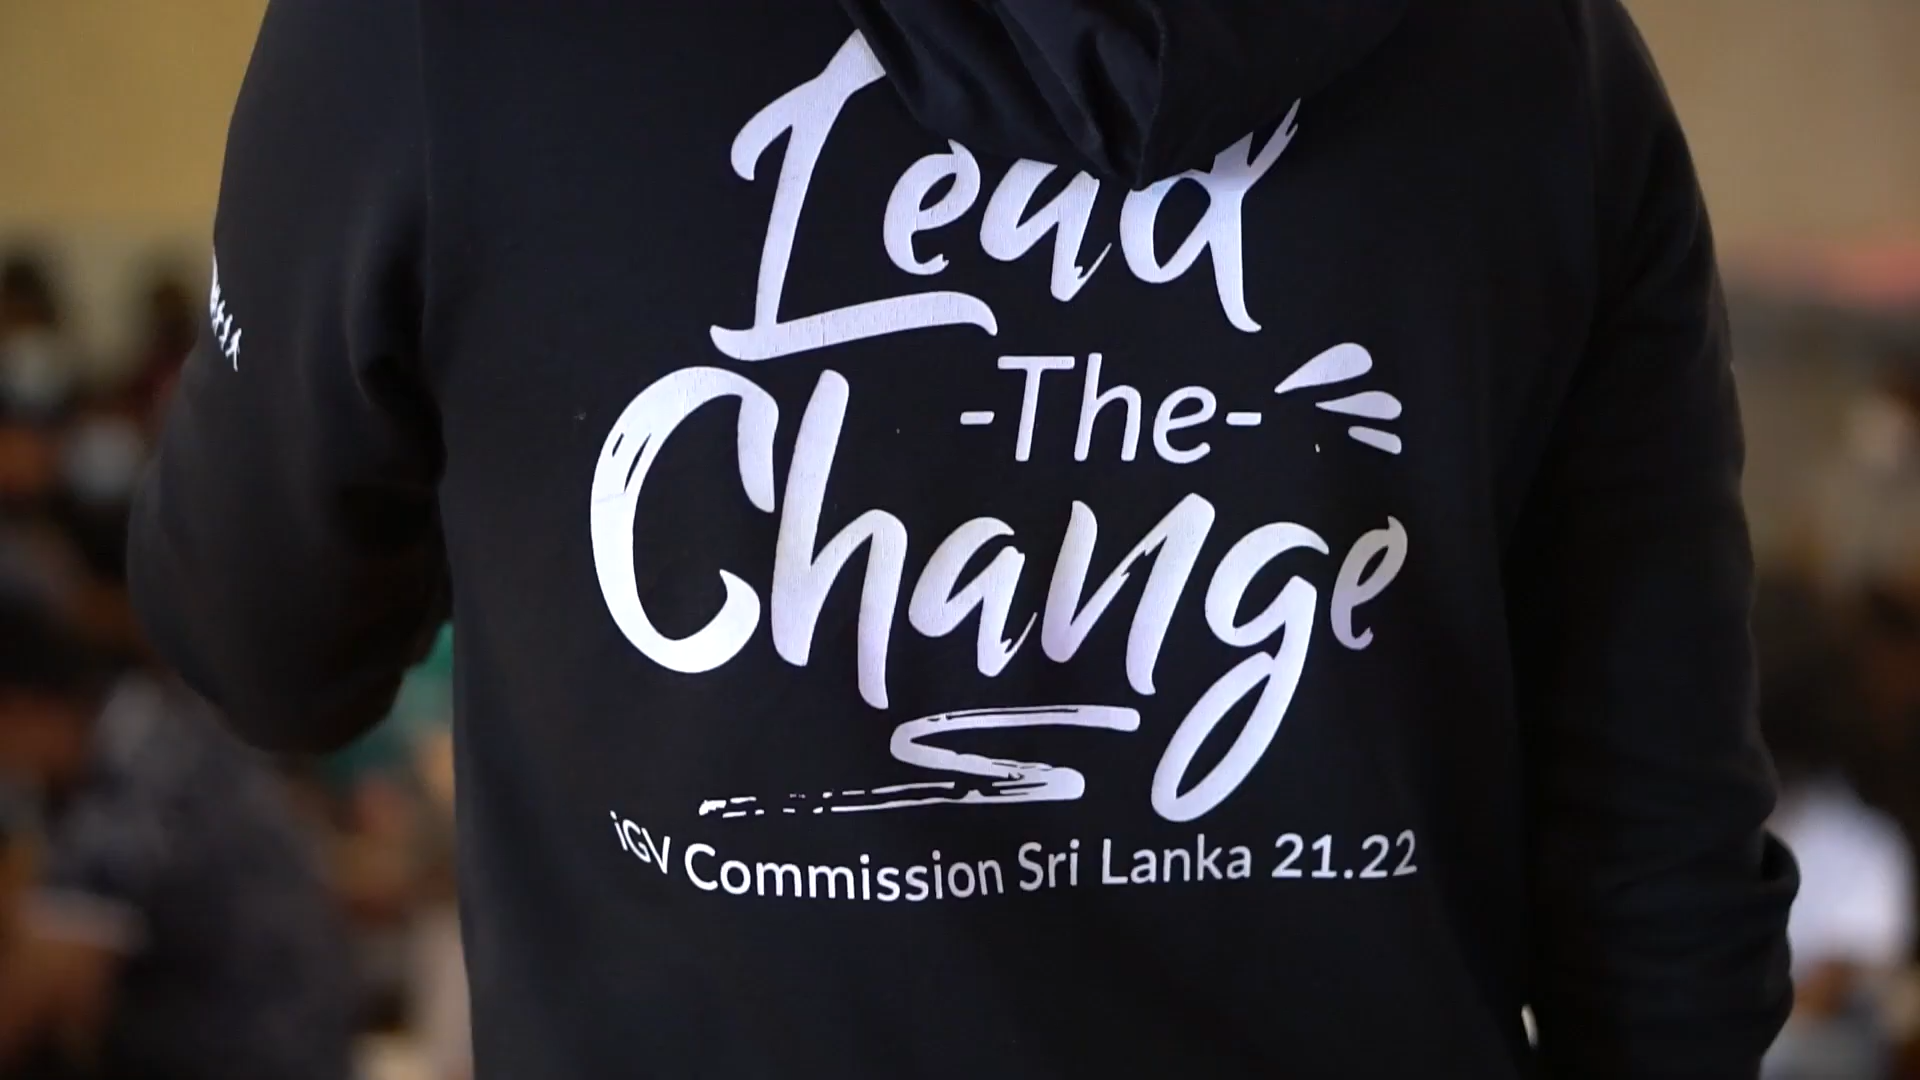 Lead
-The-
Change
iGV Commission Sri Lanka 21.22